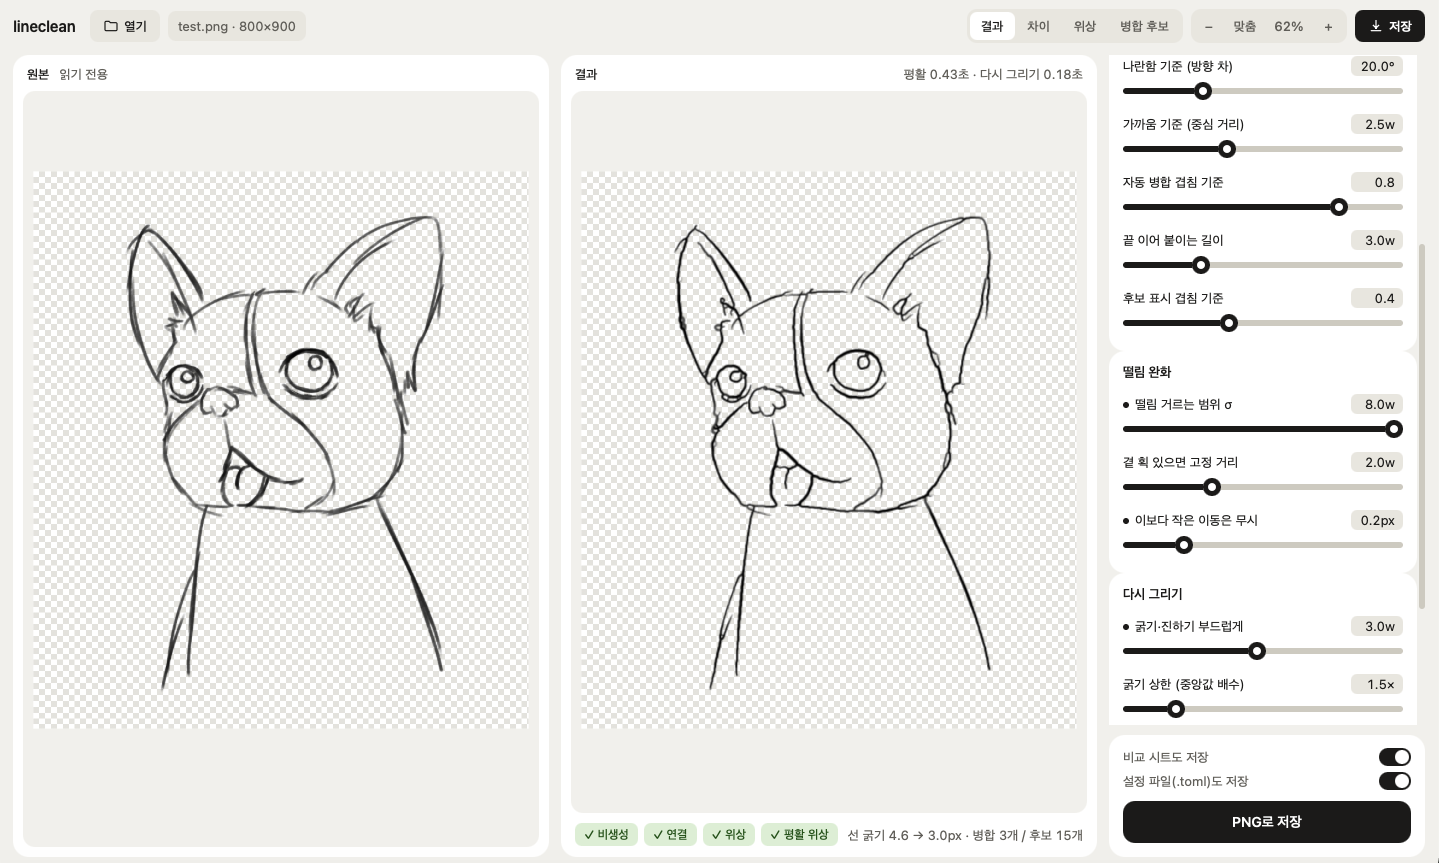 lineclean
열기
test.png · 800×900
결과
차이
위상
병합 후보
− 맞춤 62% +
저장
원본 읽기 전용
결과
평활 0.43초 · 다시 그리기 0.18초
✓ 비생성
✓ 연결
✓ 위상
✓ 평활 위상
선 굵기 4.6 → 3.0px · 병합 3개 / 후보 15개
나란함 기준 (방향 차) 20.0°
가까움 기준 (중심 거리) 2.5w
자동 병합 겹침 기준 0.8
끝 이어 붙이는 길이 3.0w
후보 표시 겹침 기준 0.4
떨림 완화
• 떨림 거르는 범위 σ 8.0w
곁 획 있으면 고정 거리 2.0w
• 이보다 작은 이동은 무시 0.2px
다시 그리기
• 굵기·진하기 부드럽게 3.0w
굵기 상한 (중앙값 배수) 1.5×
비교 시트도 저장
설정 파일(.toml)도 저장
PNG로 저장